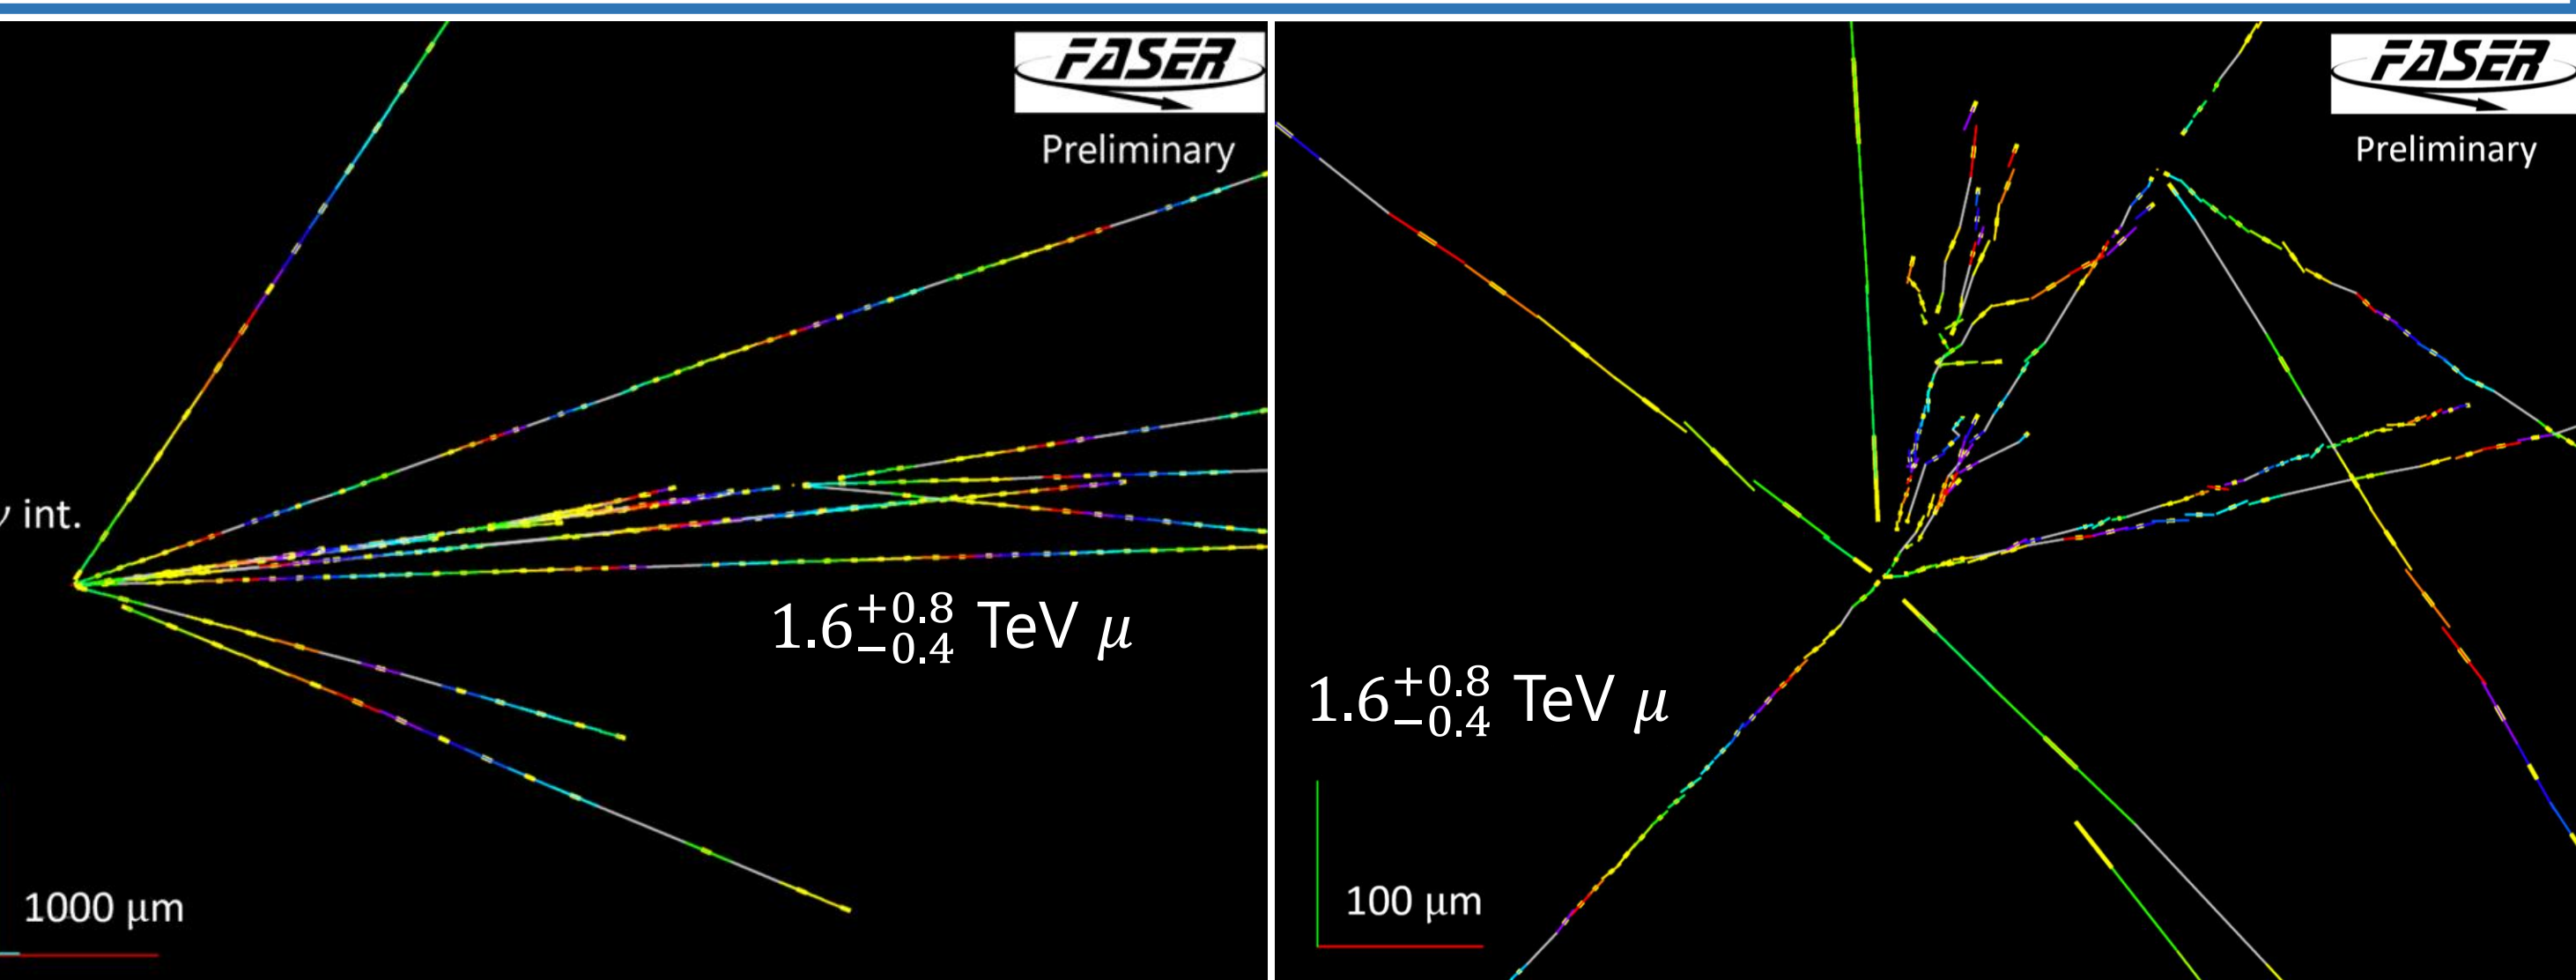 FASER
Preliminary
ν int.
1.6+0.8−0.4 TeV μ
1000 μm
FASER
Preliminary
1.6+0.8−0.4 TeV μ
100 μm